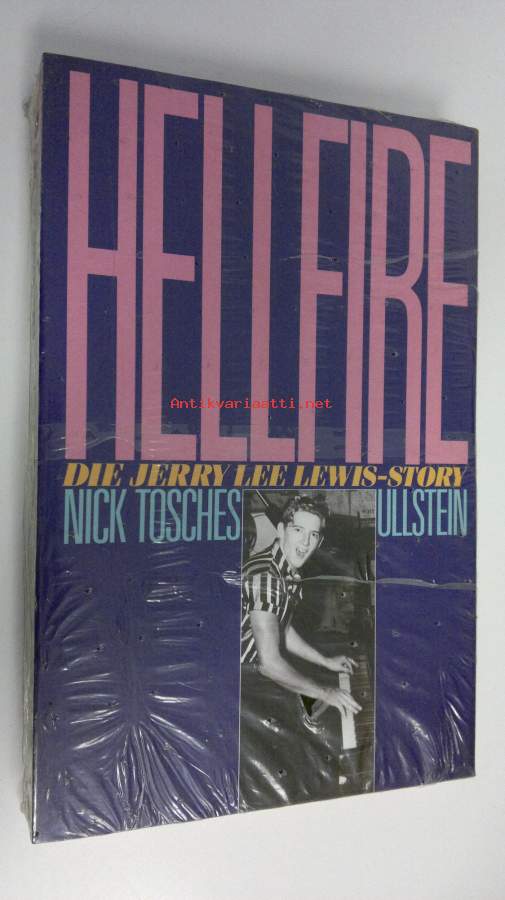 HELLFIRE
Antikvariaatti.net
DIE JERRY LEE LEWIS-STORY
NICK TOSCHES ULLSTEIN